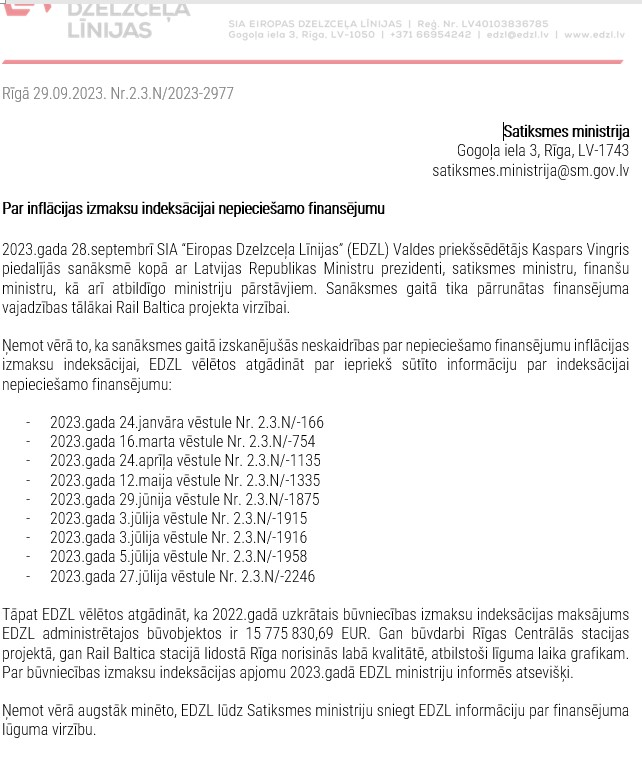 DZELZCEĻA
LĪNIJAS
SIA EIROPAS DZELZCEĻA LĪNIJAS | Reģ. Nr. LV40103836785
Gogoļa iela 3, Rīga, LV-1050 | +371 66954242 | edzl@edzl.lv | www.edzl.lv
Rīgā 29.09.2023. Nr.2.3.N/2023-2977
Satiksmes ministrija
Gogoļa iela 3, Rīga, LV-1743
satiksmes.ministrija@sm.gov.lv
Par inflācijas izmaksu indeksācijai nepieciešamo finansējumu
2023.gada 28.septembrī SIA “Eiropas Dzelzceļa Līnijas” (EDZL) Valdes priekšsēdētājs Kaspars Vingris
piedalījās sanāksmē kopā ar Latvijas Republikas Ministru prezidenti, satiksmes ministru, finanšu
ministru, kā arī atbildīgo ministriju pārstāvjiem. Sanāksmes gaitā tika pārrunātas finansējuma
vajadzības tālākai Rail Baltica projekta virzībai.
Ņemot vērā to, ka sanāksmes gaitā izskanējušās neskaidrības par nepieciešamo finansējumu inflācijas
izmaksu indeksācijai, EDZL vēlētos atgādināt par iepriekš sūtīto informāciju par indeksācijai
nepieciešamo finansējumu:
- 2023.gada 24.janvāra vēstule Nr. 2.3.N/-166
- 2023.gada 16.marta vēstule Nr. 2.3.N/-754
- 2023.gada 24.aprīļa vēstule Nr. 2.3.N/-1135
- 2023.gada 12.maija vēstule Nr. 2.3.N/-1335
- 2023.gada 29.jūnija vēstule Nr. 2.3.N/-1875
- 2023.gada 3.jūlija vēstule Nr. 2.3.N/-1915
- 2023.gada 3.jūlija vēstule Nr. 2.3.N/-1916
- 2023.gada 5.jūlija vēstule Nr. 2.3.N/-1958
- 2023.gada 27.jūlija vēstule Nr. 2.3.N/-2246
Tāpat EDZL vēlētos atgādināt, ka 2022.gadā uzkrātais būvniecības izmaksu indeksācijas maksājums
EDZL administrētajos būvobjektos ir 15 775 830,69 EUR. Gan būvdarbi Rīgas Centrālās stacijas
projektā, gan Rail Baltica stacijā lidostā Rīga norisinās labā kvalitātē, atbilstoši līguma laika grafikam.
Par būvniecības izmaksu indeksācijas apjomu 2023.gadā EDZL ministriju informēs atsevišķi.
Ņemot vērā augstāk minēto, EDZL lūdz Satiksmes ministriju sniegt EDZL informāciju par finansējuma
lūguma virzību.